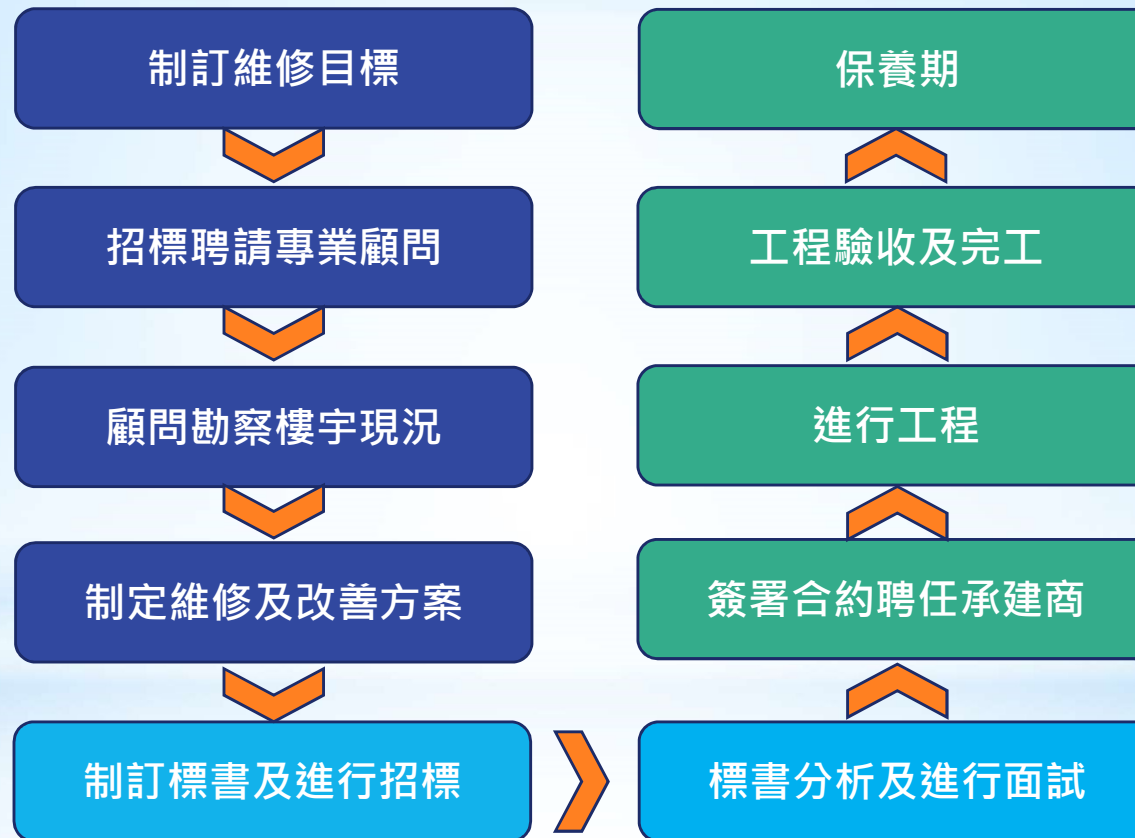 制訂維修目標
招標聘請專業顧問
顧問勘察樓宇現況
制定維修及改善方案
制訂標書及進行招標
標書分析及進行面試
簽署合約聘任承建商
進行工程
工程驗收及完工
保養期